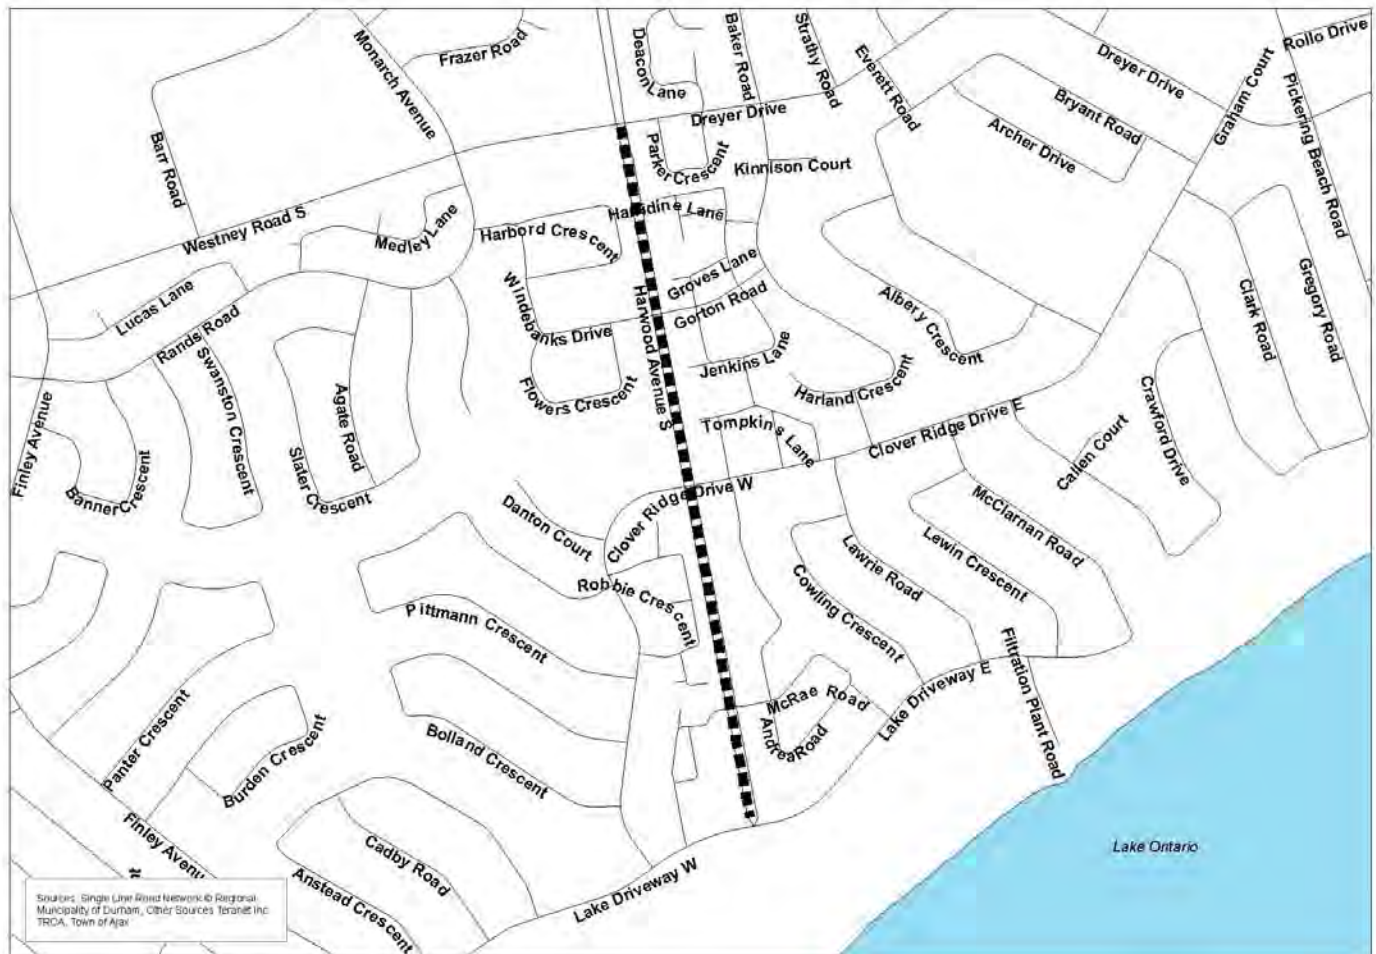 Monarch Avenue
Frazer Road
Deacon Lane
Baker Road
Strathy Road
Everett Road
Dreyer Drive
Rollo Drive
Graham Court
Pickering Beach Road
Dreyer Drive
Bryant Road
Archer Drive
Parker Crescent
Kinnison Court
Barr Road
Westney Road S
Medley Lane
Harbord Crescent
Lane
Windebanks Drive
Groves Lane
Gorton Road
Harwood Avenue S
Albery Crescent
Clark Road
Gregory Road
Lucas Lane
Rands Road
Swanston Crescent
Agate Road
Flowers Crescent
Jenkins Lane
Harland Crescent
Crawford Drive
Finley Avenue
Banner Crescent
Slater Crescent
Tompkins Lane
Clover Ridge Drive E
Callen Court
Clover Ridge Drive W
Danton Court
McClarnan Road
Lewin Crescent
Lawrie Road
Cowling Crescent
Robbie Crescent
Pittmann Crescent
Filtration Plant Road
Lake Driveway E
McRae Road
Andrea Road
Panter Crescent
Burden Crescent
Bolland Crescent
Finley Avenu
Cadby Road
Anstead Crescent
Lake Driveway W
Lake Ontario
Sources: Single Line Road Network © Regional
Municipality of Durham, Other Sources Teranet Inc
TRCA, Town of Ajax